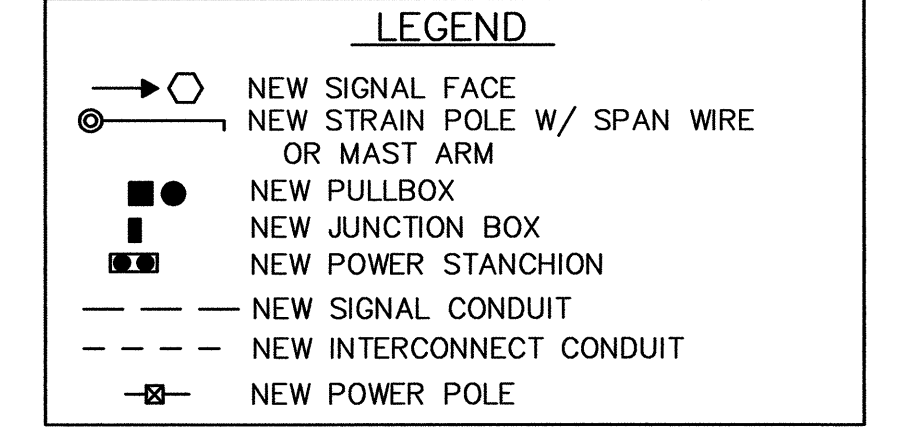 LEGEND
NEW SIGNAL FACE
NEW STRAIN POLE W/ SPAN WIRE
OR MAST ARM
NEW PULLBOX
NEW JUNCTION BOX
NEW POWER STANCHION
NEW SIGNAL CONDUIT
NEW INTERCONNECT CONDUIT
NEW POWER POLE